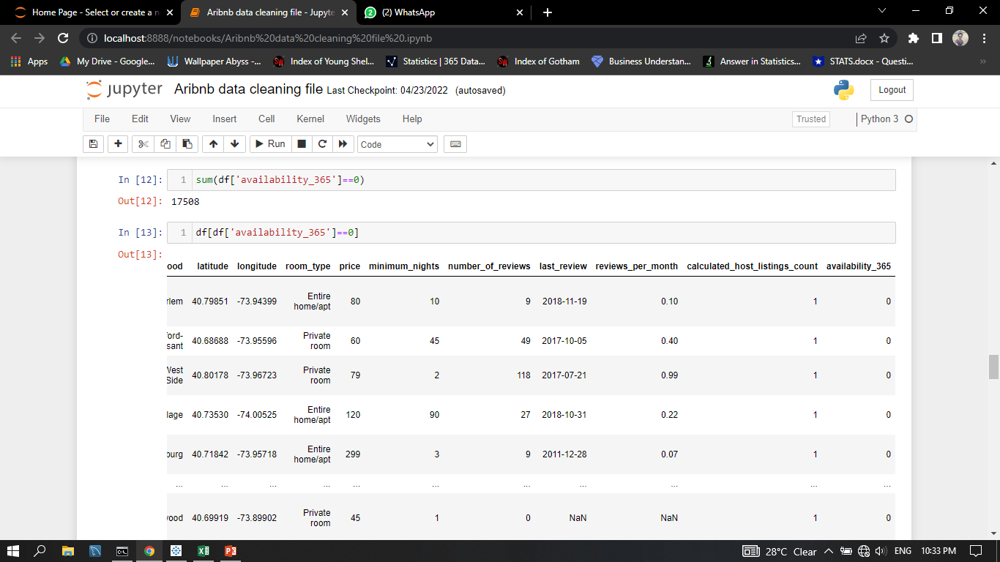 Home Page - Select or create a n
Aribnb data cleaning file - Jupyte
(2) WhatsApp
localhost:8888/notebooks/Aribnb%20data%20cleaning%20file%20.ipynb
Apps My Drive - Google... Wallpaper Abyss -... Index of Young Shel... Statistics | 365 Data... Index of Gotham Business Understan... Answer in Statistics... STATS.docx - Questi... »
jupyter Aribnb data cleaning file Last Checkpoint: 04/23/2022 (autosaved) Logout
File Edit View Insert Cell Kernel Widgets Help Trusted Python 3
Run Code
In [12]: 1 sum(df['availability_365']==0)
Out[12]: 17508
In [13]: 1 df[df['availability_365']==0]
Out[13]:
ood latitude longitude room_type price minimum_nights number_of_reviews last_review reviews_per_month calculated_host_listings_count availability_365
rlem 40.79851 -73.94399 Entire home/apt 80 10 9 2018-11-19 0.10 1 0
ford-sant 40.68688 -73.95596 Private room 60 45 49 2017-10-05 0.40 1 0
West Side 40.80178 -73.96723 Private room 79 2 118 2017-07-21 0.99 1 0
lage 40.73530 -74.00525 Entire home/apt 120 90 27 2018-10-31 0.22 1 0
burg 40.71842 -73.95718 Entire home/apt 299 3 9 2011-12-28 0.07 1 0
... ... ... ... ... ... ... ... ... ... ...
wood 40.69919 -73.89902 Private room 45 1 0 NaN NaN 1 0
28°C Clear ENG 10:33 PM